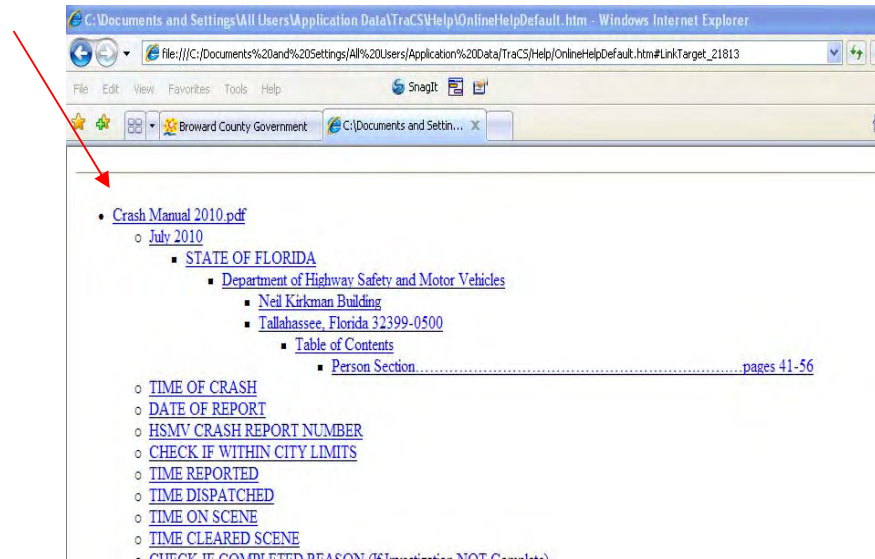 C:\Documents and Settings\All Users\Application Data\TraCS\Help\OnlineHelpDefault.htm - Windows Internet Explorer
file:///C:/Documents%20and%20Settings/All%20Users/Application%20Data/TraCS/Help/OnlineHelpDefault.htm#LinkTarget_21813
File Edit View Favorites Tools Help SnagIt
Broward County Government C:\Documents and Settin... X
Crash Manual 2010.pdf
July 2010
STATE OF FLORIDA
Department of Highway Safety and Motor Vehicles
Neil Kirkman Building
Tallahassee, Florida 32399-0500
Table of Contents
Person Section……………………………………………………………pages 41-56
TIME OF CRASH
DATE OF REPORT
HSMV CRASH REPORT NUMBER
CHECK IF WITHIN CITY LIMITS
TIME REPORTED
TIME DISPATCHED
TIME ON SCENE
TIME CLEARED SCENE
CHECK IF COMPLETED REASON (If Investigation NOT Complete)